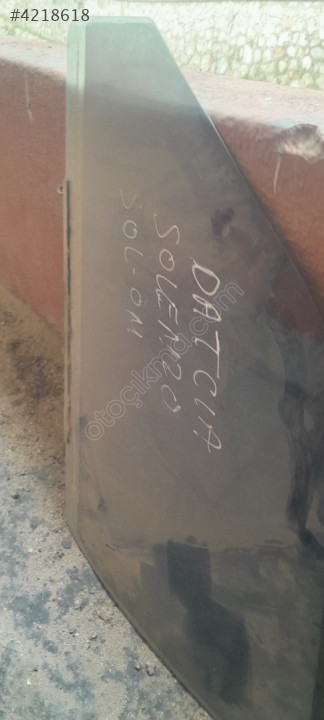 #4218618
DATCIA
SOLENZO
SOL-ÖN
otoçıkma.com